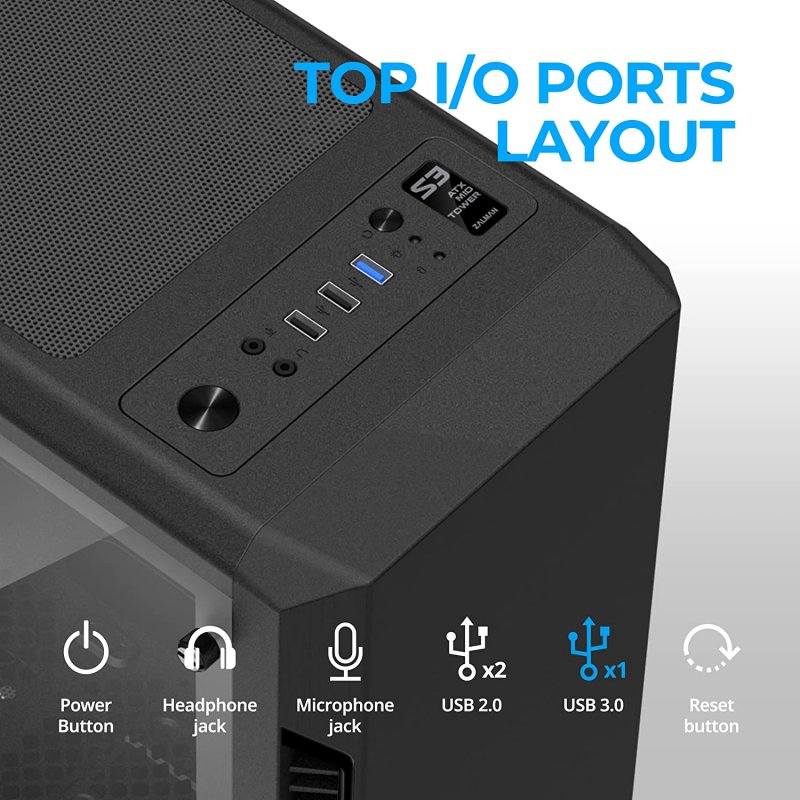 TOP I/O PORTS
LAYOUT
S3
ATX
MID
TOWER
ZALMAN
x2
x1
Power
Button
Headphone
jack
Microphone
jack
USB 2.0
USB 3.0
Reset
button